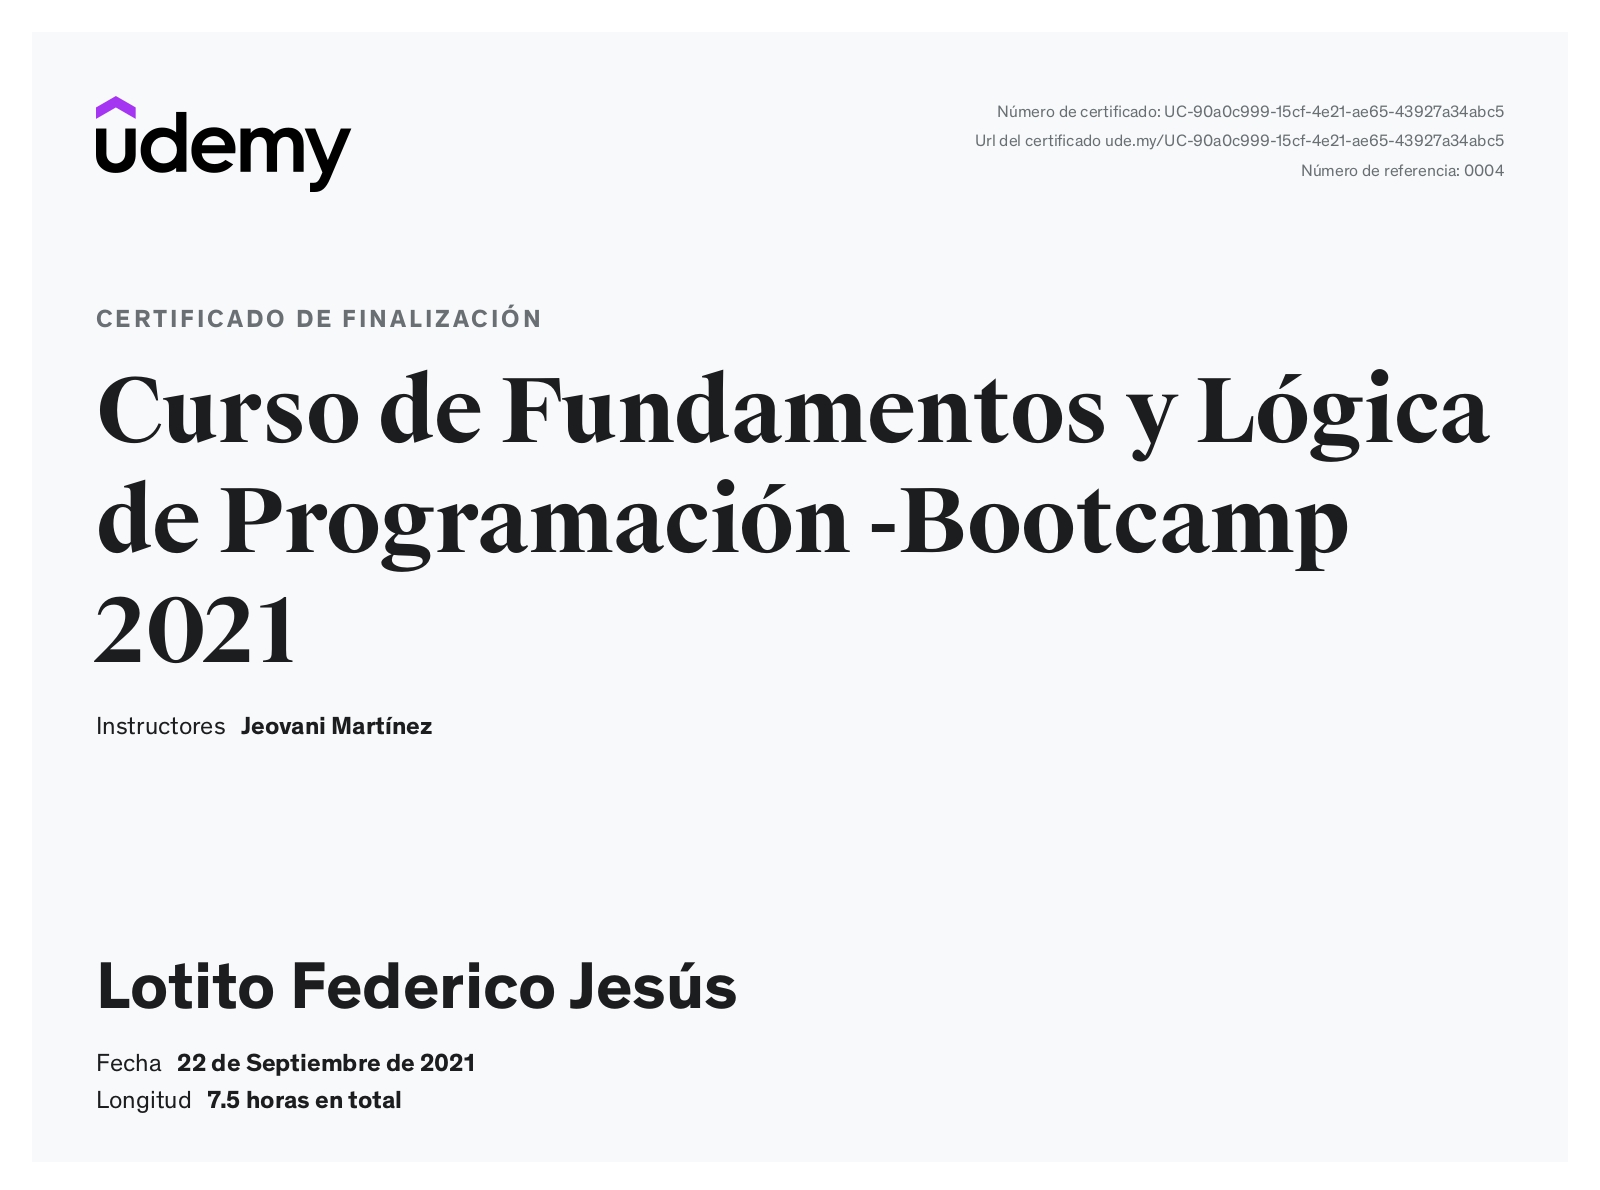 udemy
Número de certificado: UC-90a0c999-15cf-4e21-ae65-43927a34abc5
Url del certificado ude.my/UC-90a0c999-15cf-4e21-ae65-43927a34abc5
Número de referencia: 0004
CERTIFICADO DE FINALIZACIÓN
Curso de Fundamentos y Lógica
de Programación -Bootcamp
2021
Instructores Jeovani Martínez
Lotito Federico Jesús
Fecha 22 de Septiembre de 2021
Longitud 7.5 horas en total